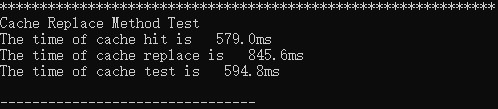 **************************************************************
Cache Replace Method Test
The time of cache hit is   579.0ms
The time of cache replace is   845.6ms
The time of cache test is   594.8ms
--------------------------------